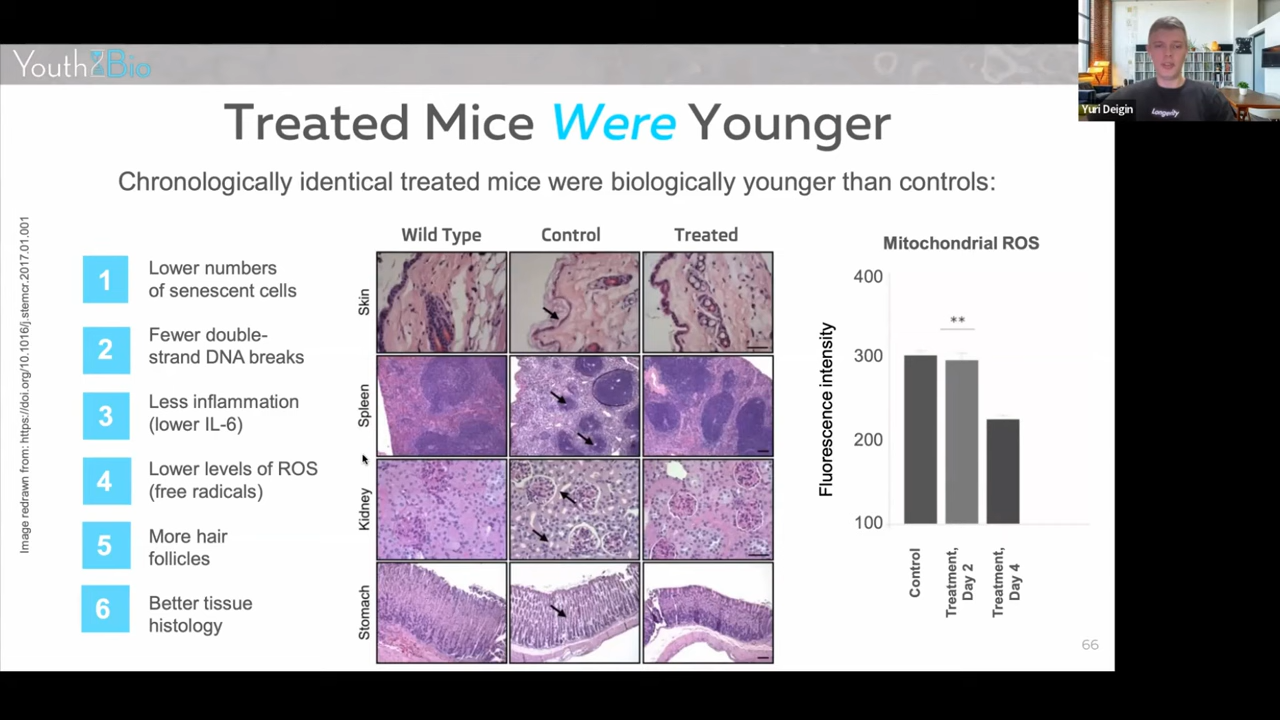 YouthBio
Yuri Deigin
Longevity
Treated Mice Were Younger
Chronologically identical treated mice were biologically younger than controls:
Image redrawn from: https://doi.org/10.1016/j.stemcr.2017.01.001
1
Lower numbers
of senescent cells
2
Fewer double-
strand DNA breaks
3
Less inflammation
(lower IL-6)
4
Lower levels of ROS
(free radicals)
5
More hair
follicles
6
Better tissue
histology
Wild Type
Control
Treated
Skin
Spleen
Kidney
Stomach
Mitochondrial ROS
Fluorescence intensity
400
300
200
100
**
Control
Treatment,
Day 2
Treatment,
Day 4
66